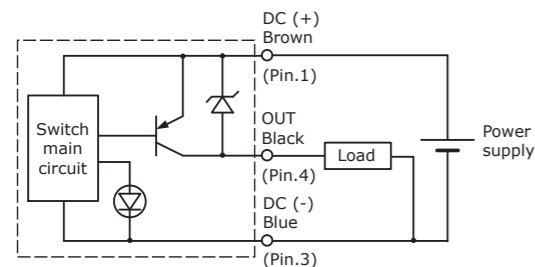 DC (+)
Brown
(Pin.1)
Switch
main
circuit
OUT
Black
(Pin.4)
Load
Power
supply
DC (-)
Blue
(Pin.3)